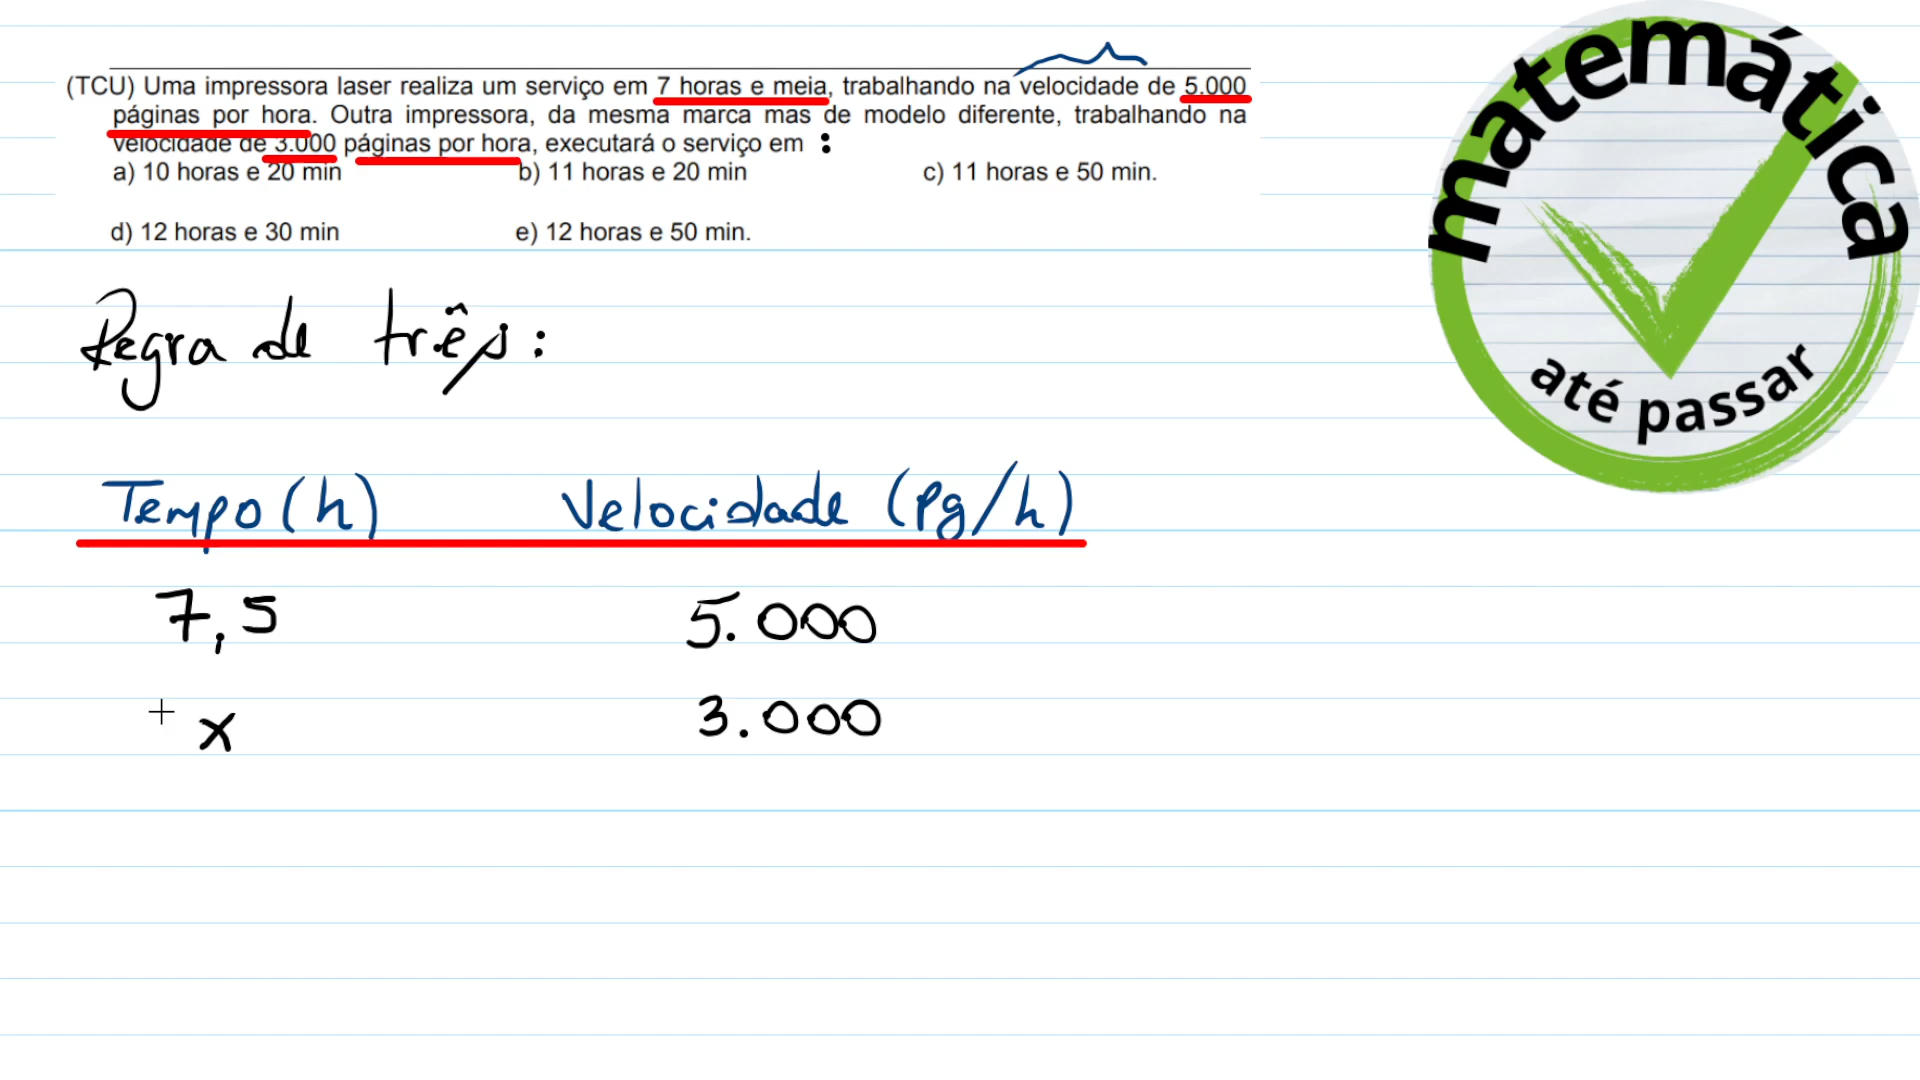 (TCU) Uma impressora laser realiza um serviço em 7 horas e meia, trabalhando na velocidade de 5.000
páginas por hora. Outra impressora, da mesma marca mas de modelo diferente, trabalhando na
velocidade de 3.000 páginas por hora, executará o serviço em :
a) 10 horas e 20 min b) 11 horas e 20 min c) 11 horas e 50 min.
d) 12 horas e 30 min e) 12 horas e 50 min.
matemática
até passar
Regra de três:
Tempo (h) Velocidade (Pg/h)
7,5 5.000
x 3.000